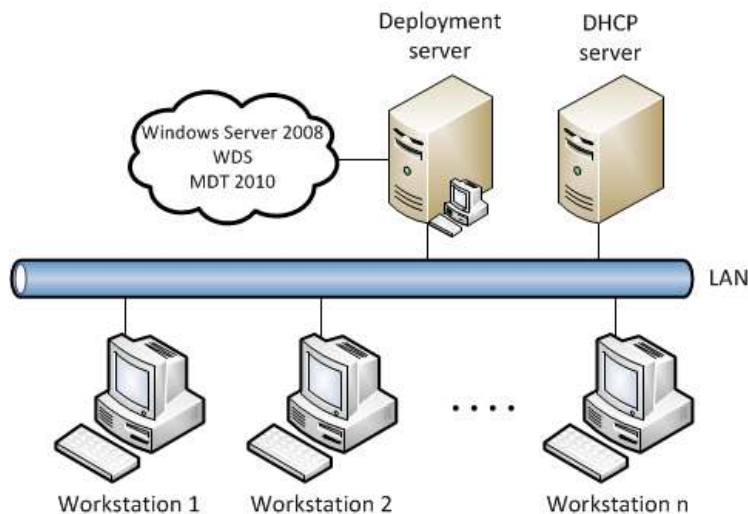 Deployment
server
DHCP
server
Windows Server 2008
WDS
MDT 2010
LAN
. . . .
Workstation 1
Workstation 2
Workstation n